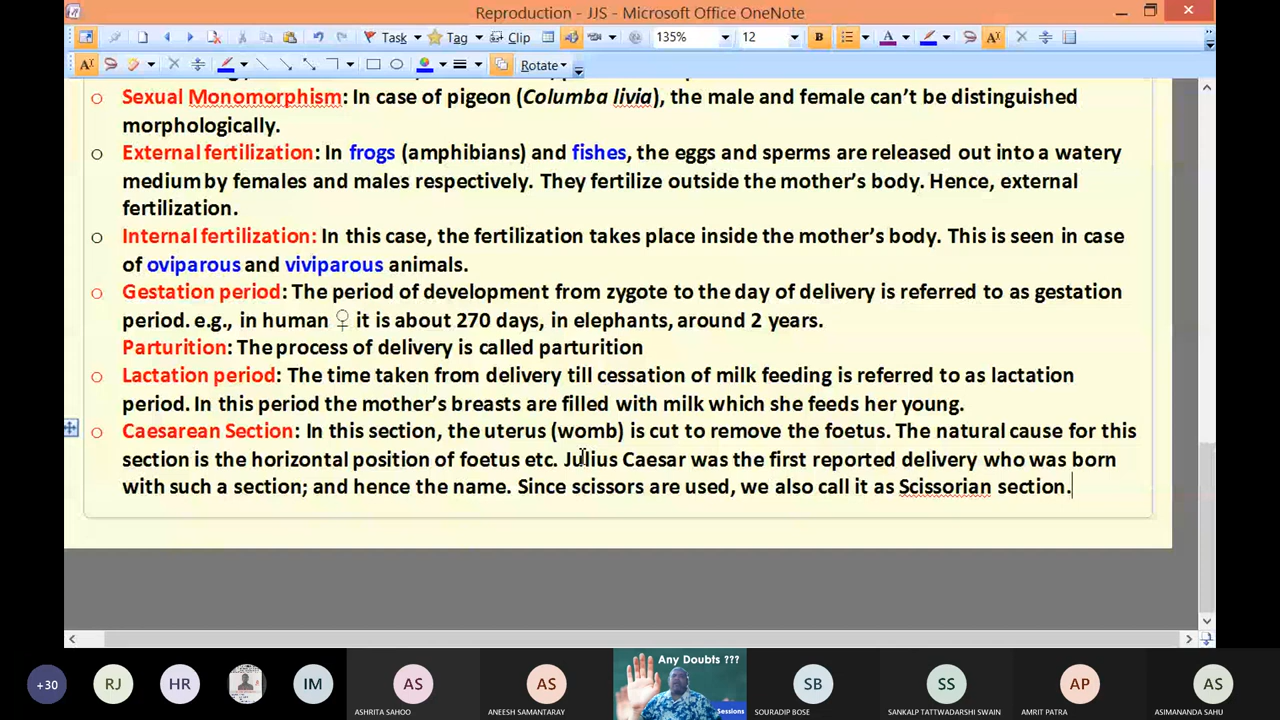 Reproduction - JJS - Microsoft Office OneNote
Task Tag Clip 135% 12 B A
Rotate
Sexual Monomorphism: In case of pigeon (Columba livia), the male and female can't be distinguished
morphologically.
External fertilization: In frogs (amphibians) and fishes, the eggs and sperms are released out into a watery
medium by females and males respectively. They fertilize outside the mother's body. Hence, external
fertilization.
Internal fertilization: In this case, the fertilization takes place inside the mother's body. This is seen in case
of oviparous and viviparous animals.
Gestation period: The period of development from zygote to the day of delivery is referred to as gestation
period. e.g., in human ♀ it is about 270 days, in elephants, around 2 years.
Parturition: The process of delivery is called parturition
Lactation period: The time taken from delivery till cessation of milk feeding is referred to as lactation
period. In this period the mother's breasts are filled with milk which she feeds her young.
Caesarean Section: In this section, the uterus (womb) is cut to remove the foetus. The natural cause for this
section is the horizontal position of foetus etc. Julius Caesar was the first reported delivery who was born
with such a section; and hence the name. Since scissors are used, we also call it as Scissorian section.
+30 RJ HR IM AS AS SB SS AP AS
Any Doubts ???
Sessions
ASHRITA SAHOO ANEESH SAMANTARAY SOURADIP BOSE SANKALP TATTWADARSHI SWAIN AMRIT PATRA ASIMANANDA SAHU